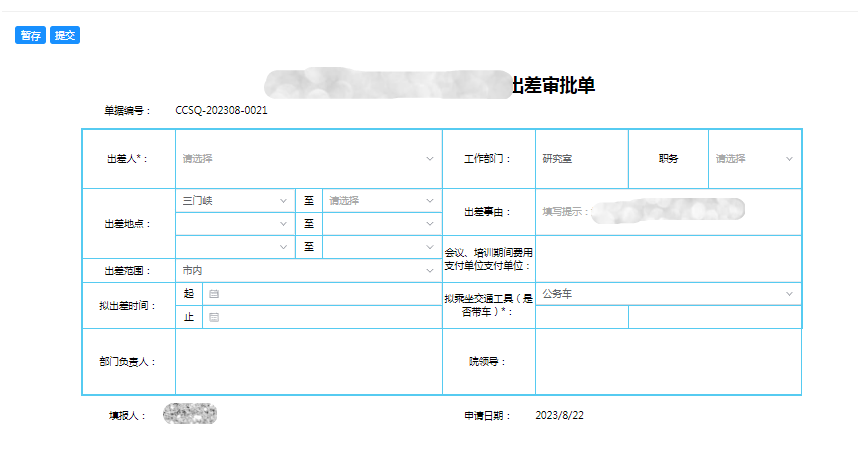 暂存 提交
出差审批单
单据编号： CCSQ-202308-0021
出差人*： 请选择 工作部门： 研究室 职务 请选择
出差地点： 三门峡 至 请选择 出差事由： 填写提示：
至
至 会议、培训期间费用
支付单位支付单位：
出差范围： 市内
拟出差时间： 起 拟乘坐交通工具（是
否带车）*： 公务车
止
部门负责人： 院领导：
填报人： 申请日期： 2023/8/22